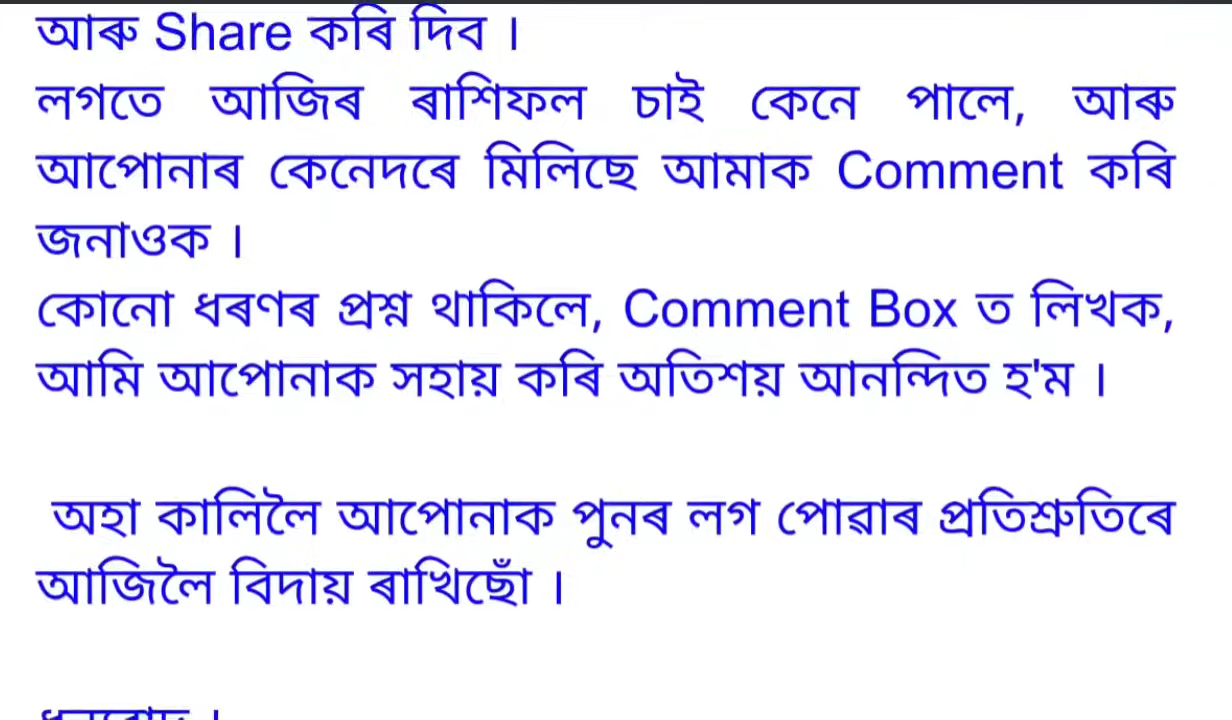 আৰু Share কৰি দিব ।
লগতে আজিৰ ৰাশিফল চাই কেনে পালে, আৰু
আপোনাৰ কেনেদৰে মিলিছে আমাক Comment কৰি
জনাওক ।
কোনো ধৰণৰ প্ৰশ্ন থাকিলে, Comment Box ত লিখক,
আমি আপোনাক সহায় কৰি অতিশয় আনন্দিত হ'ম ।
অহা কালিলৈ আপোনাক পুনৰ লগ পোৱাৰ প্ৰতিশ্ৰুতিৰে
আজিলৈ বিদায় ৰাখিছোঁ ।